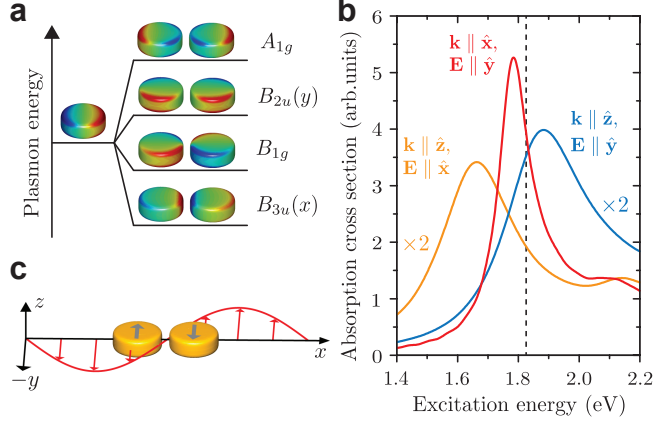 a
Plasmon energy
A1g
B2u(y)
B1g
B3u(x)
b
Absorption cross section (arb.units)
6
5
4
3
2
1
0
1.4 1.6 1.8 2.0 2.2
Excitation energy (eV)
k ∥ x̂,
E ∥ ŷ
k ∥ ẑ,
E ∥ x̂
×2
k ∥ ẑ,
E ∥ ŷ
×2
c
z
−y
x